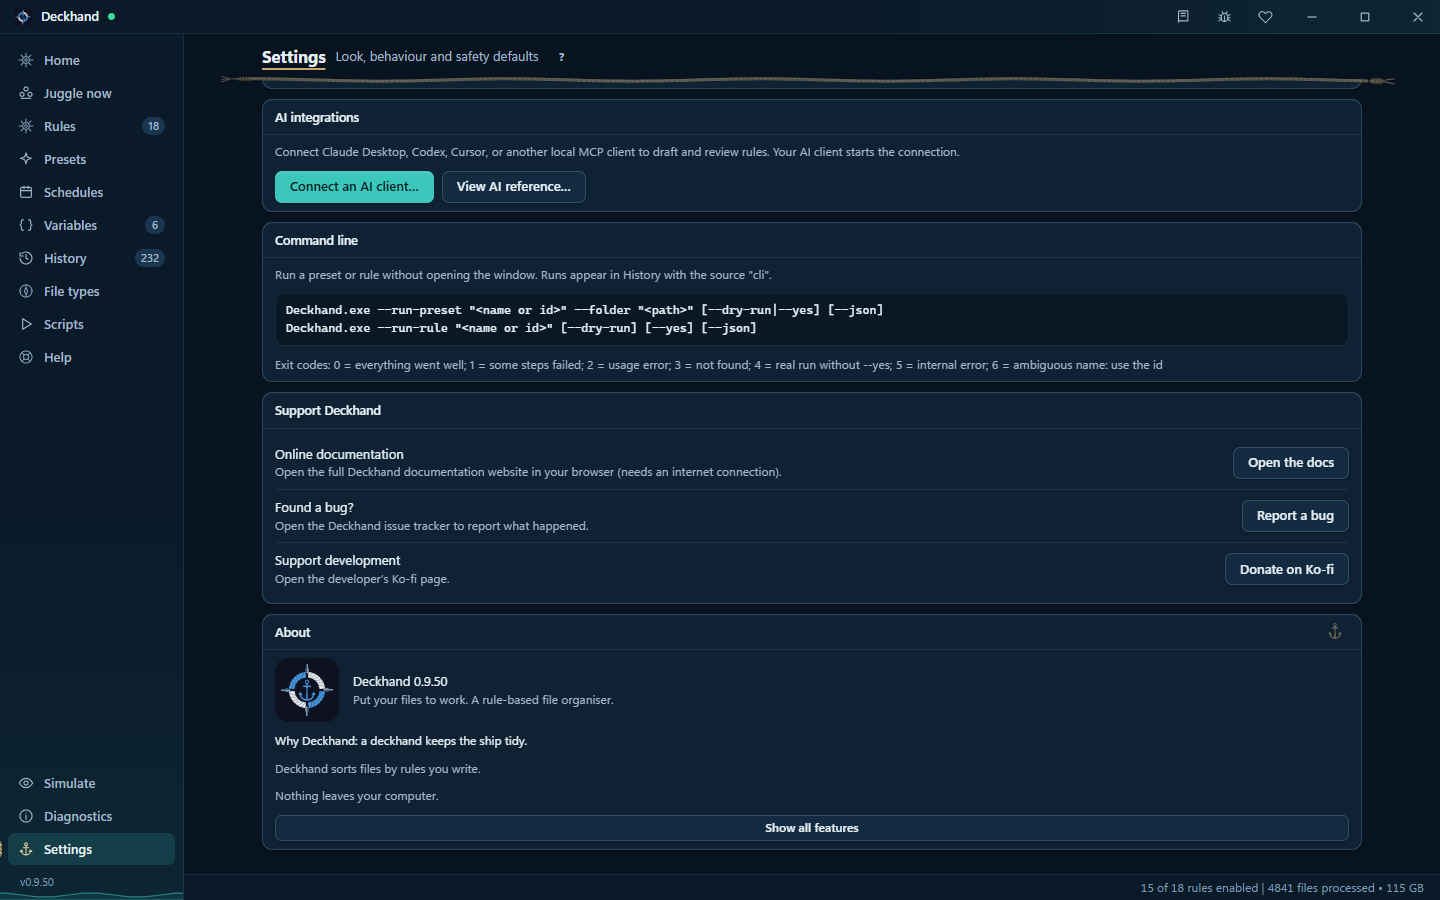 Deckhand
Home
Juggle now
Rules 18
Presets
Schedules
Variables 6
History 232
File types
Scripts
Help
Simulate
Diagnostics
Settings
v0.9.50
Settings Look, behaviour and safety defaults ?
AI integrations
Connect Claude Desktop, Codex, Cursor, or another local MCP client to draft and review rules. Your AI client starts the connection.
Connect an AI client... View AI reference...
Command line
Run a preset or rule without opening the window. Runs appear in History with the source "cli".
Deckhand.exe --run-preset "<name or id>" --folder "<path>" [--dry-run|--yes] [--json]
Deckhand.exe --run-rule "<name or id>" [--dry-run] [--yes] [--json]
Exit codes: 0 = everything went well; 1 = some steps failed; 2 = usage error; 3 = not found; 4 = real run without --yes; 5 = internal error; 6 = ambiguous name: use the id
Support Deckhand
Online documentation
Open the full Deckhand documentation website in your browser (needs an internet connection).
Open the docs
Found a bug?
Open the Deckhand issue tracker to report what happened.
Report a bug
Support development
Open the developer's Ko-fi page.
Donate on Ko-fi
About
Deckhand 0.9.50
Put your files to work. A rule-based file organiser.
Why Deckhand: a deckhand keeps the ship tidy.
Deckhand sorts files by rules you write.
Nothing leaves your computer.
Show all features
15 of 18 rules enabled | 4841 files processed • 115 GB